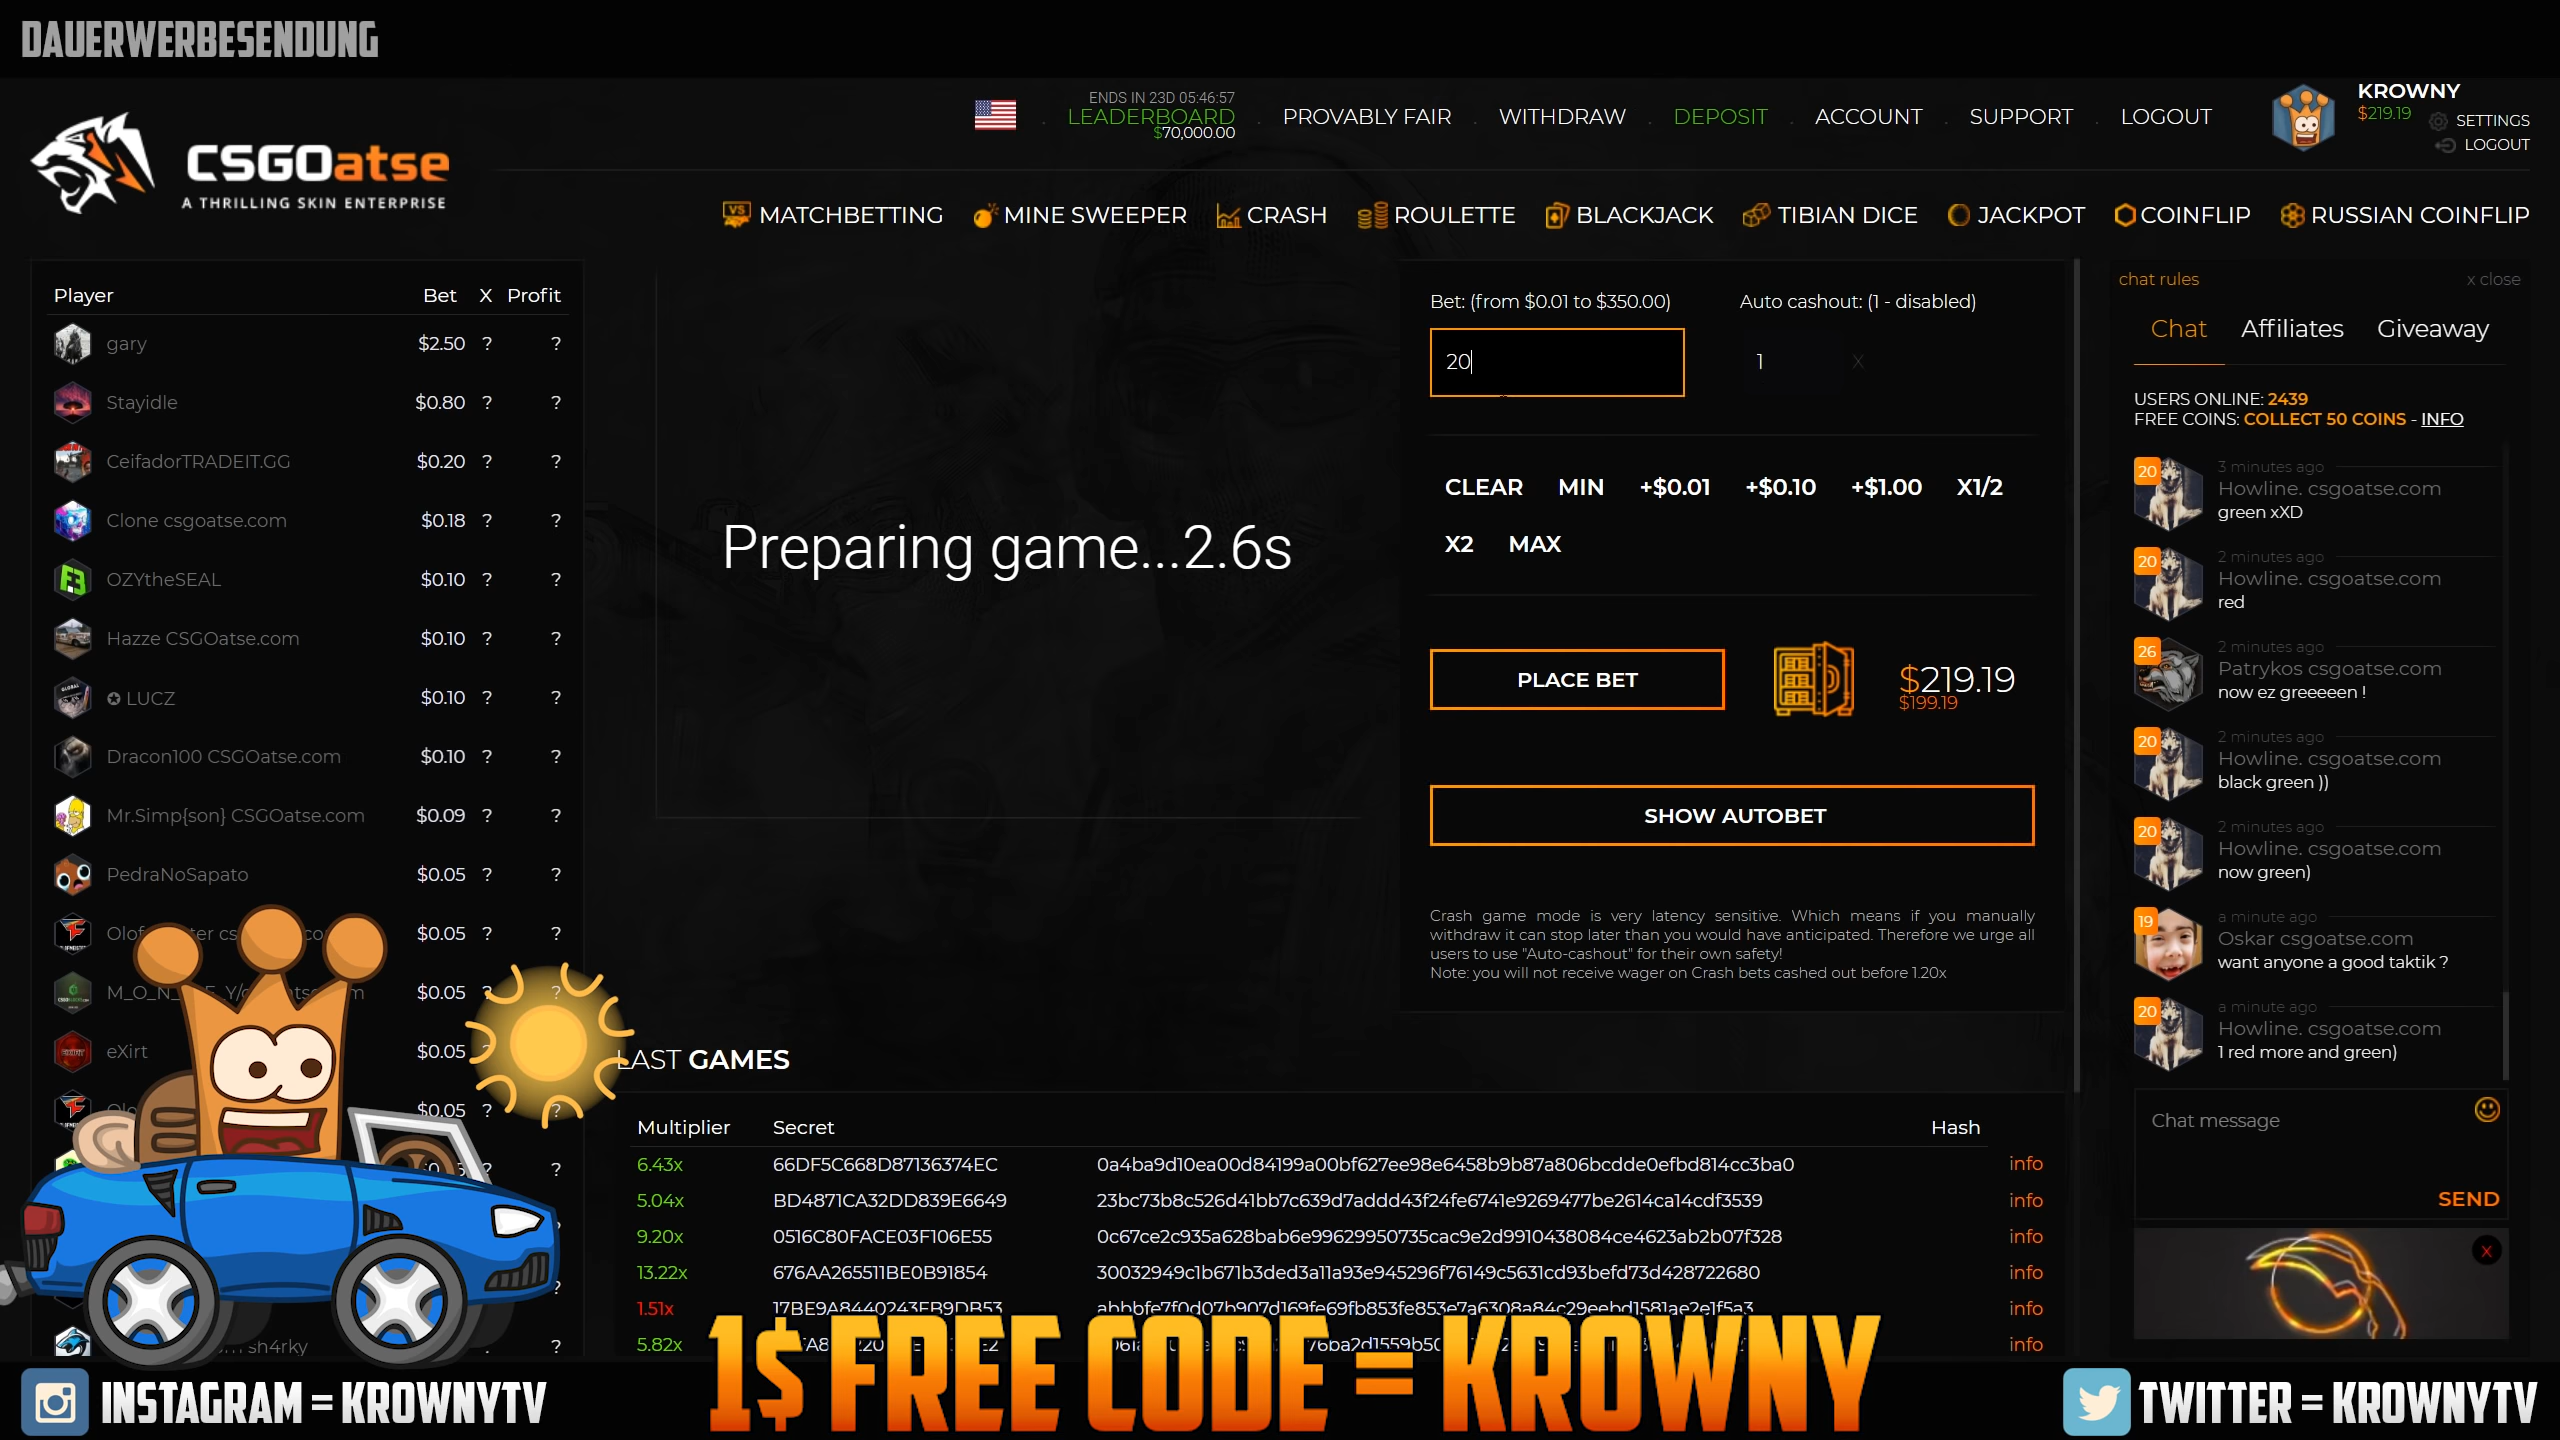 DAUERWERBESENDUNG
CSGOatse
A THRILLING SKIN ENTERPRISE
ENDS IN 23D 05:46:57
LEADERBOARD
$70,000.00
PROVABLY FAIR
WITHDRAW
DEPOSIT
ACCOUNT
SUPPORT
LOGOUT
KROWNY
$219.19
SETTINGS
LOGOUT
MATCHBETTING
MINE SWEEPER
CRASH
ROULETTE
BLACKJACK
TIBIAN DICE
JACKPOT
COINFLIP
RUSSIAN COINFLIP
Player Bet X Profit
gary $2.50 ? ?
Stayidle $0.80 ? ?
CeifadorTRADEIT.GG $0.20 ? ?
Clone csgoatse.com $0.18 ? ?
OZYtheSEAL $0.10 ? ?
Hazze CSGOatse.com $0.10 ? ?
✪ LUCZ $0.10 ? ?
Dracon100 CSGOatse.com $0.10 ? ?
Mr.Simp{son} CSGOatse.com $0.09 ? ?
PedraNoSapato $0.05 ? ?
$0.05 ?
$0.05 ? ?
eXirt $0.05 ?
$0.05 ? ?
? ?
?
sh4rky ?
Preparing game...2.6s
Bet: (from $0.01 to $350.00)
20
Auto cashout: (1 - disabled)
1 X
CLEAR MIN +$0.01 +$0.10 +$1.00 X1/2
X2 MAX
PLACE BET
$219.19
$199.19
SHOW AUTOBET
Crash game mode is very latency sensitive. Which means if you manually
withdraw it can stop later than you would have anticipated. Therefore we urge all
users to use "Auto-cashout" for their own safety!
Note: you will not receive wager on Crash bets cashed out before 1.20x
LAST GAMES
Multiplier Secret Hash
6.43x 66DF5C668D87136374EC 0a4ba9d10ea00d84199a00bf627ee98e6458b9b87a806bcdde0efbd814cc3ba0 info
5.04x BD4871CA32DD839E6649 23bc73b8c526d41bb7c639d7addd43f24fe6741e9269477be2614ca14cdf3539 info
9.20x 0516C80FACE03F106E55 0c67ce2c935a628bab6e99629950735cac9e2d9910438084ce4623ab2b07f328 info
13.22x 676AA265511BE0B91854 30032949c1b671b3ded3a11a93e945296f76149c5631cd93befd73d428722680 info
1.51x 17BE9A8440243EB9DB53 info
5.82x info
chat rules
x close
Chat Affiliates Giveaway
USERS ONLINE: 2439
FREE COINS: COLLECT 50 COINS - INFO
20 3 minutes ago
Howline. csgoatse.com
green xXD
20 2 minutes ago
Howline. csgoatse.com
red
26 2 minutes ago
Patrykos csgoatse.com
now ez greeeeen !
20 2 minutes ago
Howline. csgoatse.com
black green ))
20 2 minutes ago
Howline. csgoatse.com
now green)
19 a minute ago
Oskar csgoatse.com
want anyone a good taktik ?
20 a minute ago
Howline. csgoatse.com
1 red more and green)
Chat message
SEND
X
INSTAGRAM = KROWNYTV
1$ FREE CODE = KROWNY
TWITTER = KROWNYTV